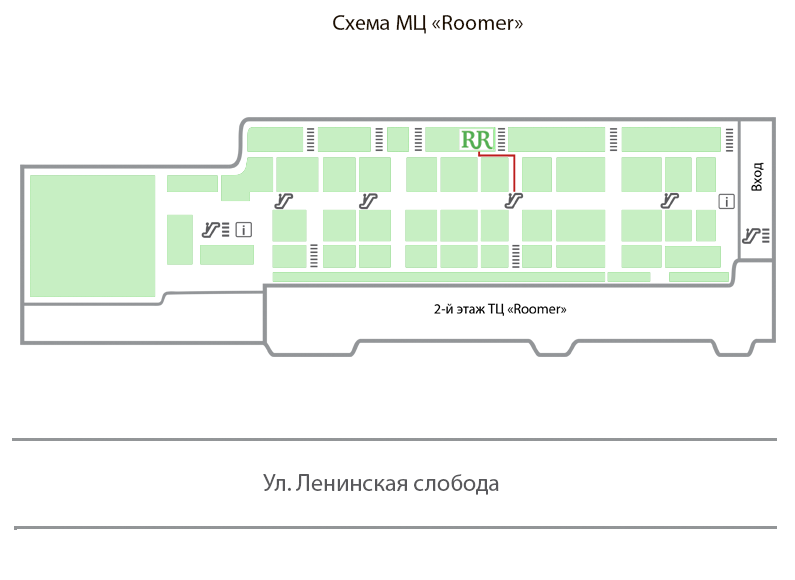 Схема МЦ «Roomer»
RR
Вход
i
i
2-й этаж ТЦ «Roomer»
Ул. Ленинская слобода